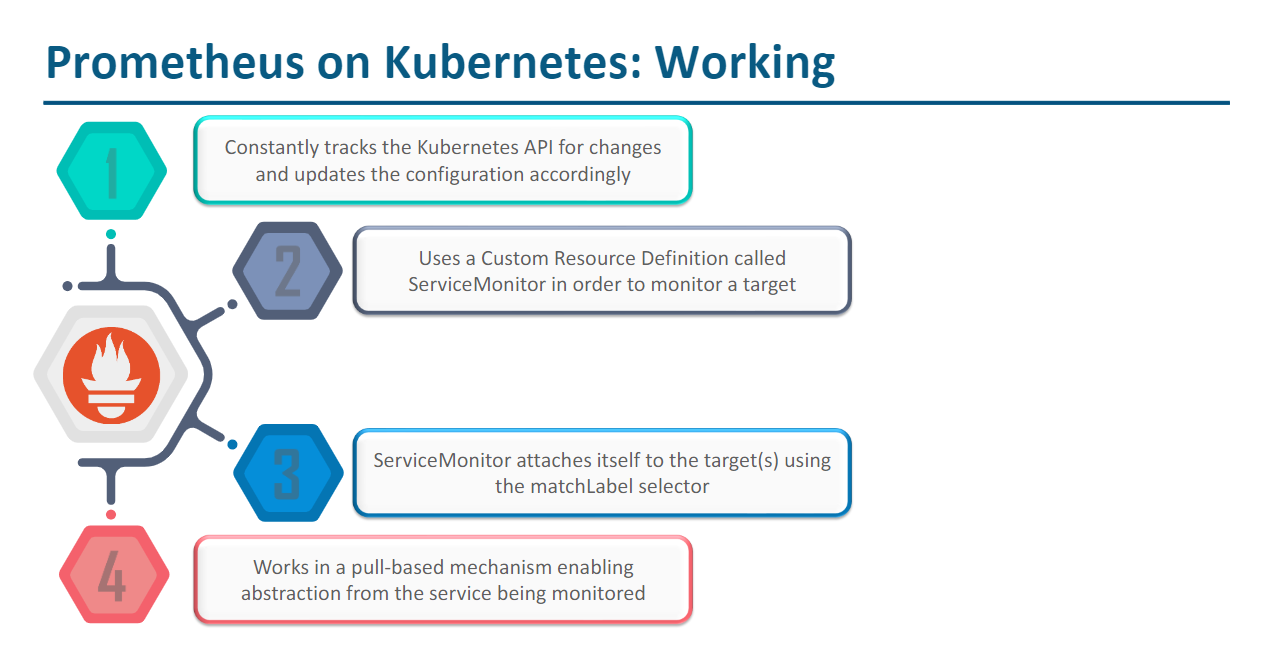 Prometheus on Kubernetes: Working
1
Constantly tracks the Kubernetes API for changes
and updates the configuration accordingly
2
Uses a Custom Resource Definition called
ServiceMonitor in order to monitor a target
3
ServiceMonitor attaches itself to the target(s) using
the matchLabel selector
4
Works in a pull-based mechanism enabling
abstraction from the service being monitored